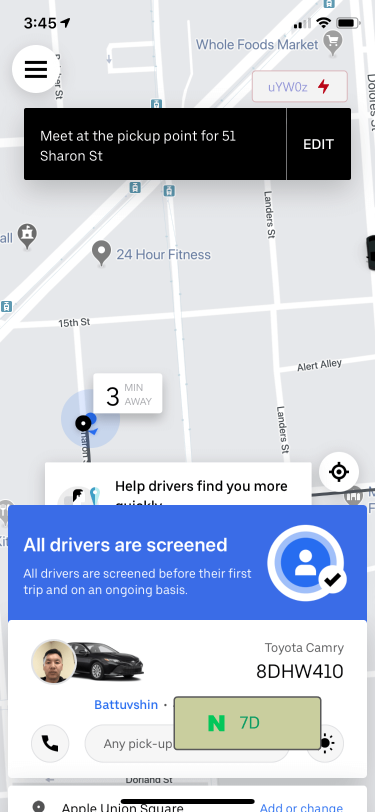 3:45
Whole Foods Market
Dolores St
uYW0z
Meet at the pickup point for 51
Sharon St
EDIT
Landers St
all
24 Hour Fitness
15th St
Alert Alley
3 MIN
AWAY
Landers St
Help drivers find you more
quickly
All drivers are screened
All drivers are screened before their first
trip and on an ongoing basis.
Toyota Camry
8DHW410
Battuvshin ·
N 7D
Any pick-up
Dorland St
Apple Union Square
Add or change